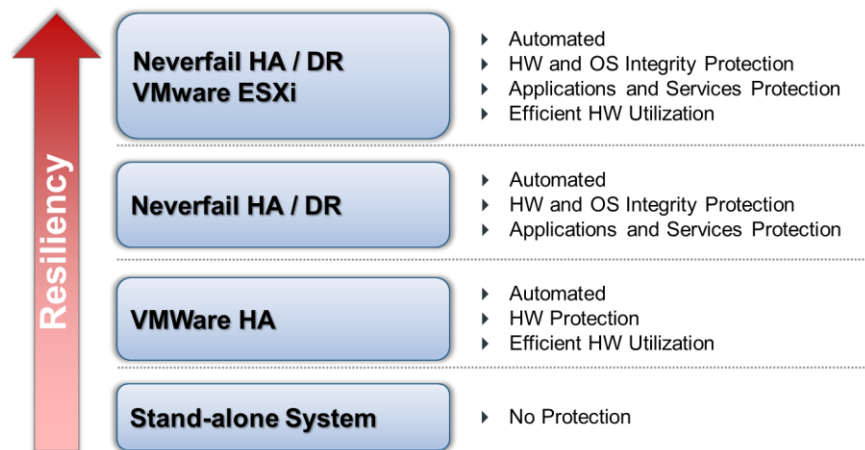 Resiliency
Neverfail HA / DR
VMware ESXi
Automated
HW and OS Integrity Protection
Applications and Services Protection
Efficient HW Utilization
Neverfail HA / DR
Automated
HW and OS Integrity Protection
Applications and Services Protection
VMWare HA
Automated
HW Protection
Efficient HW Utilization
Stand-alone System
No Protection